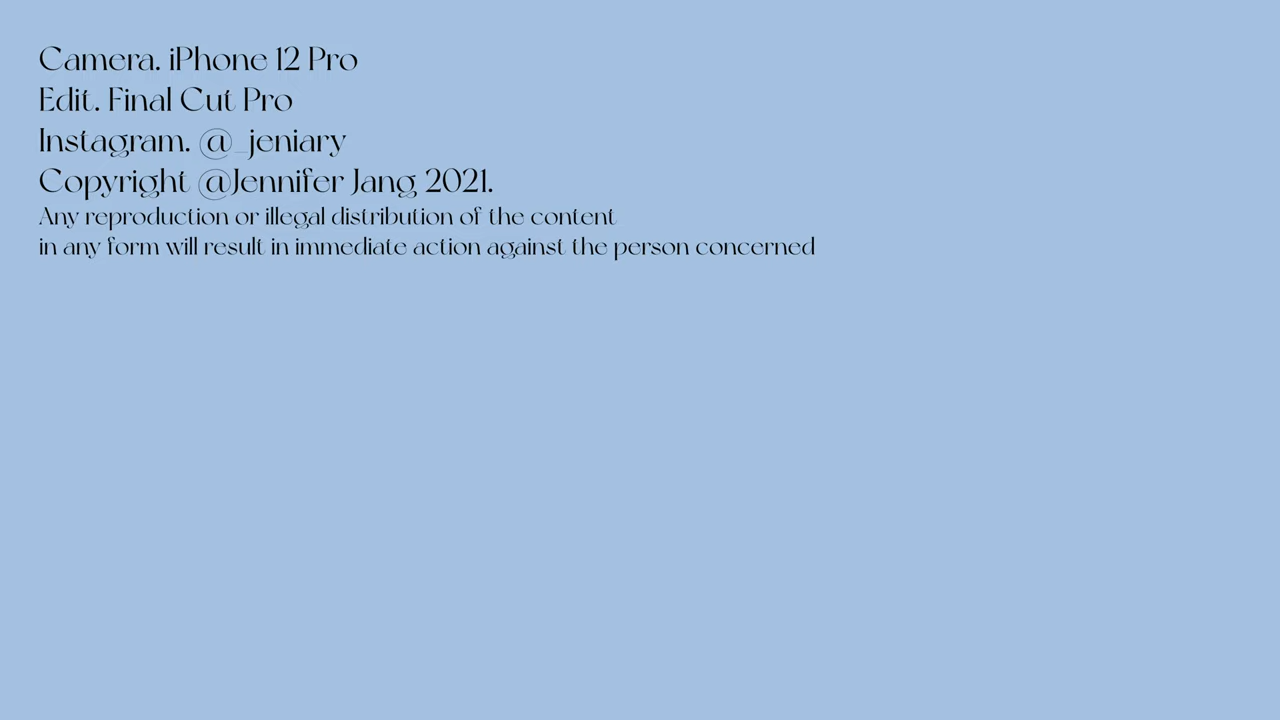 Camera. iPhone 12 Pro
Edit. Final Cut Pro
Instagram. @_jeniary
Copyright @Jennifer Jang 2021.
Any reproduction or illegal distribution of the content
in any form will result in immediate action against the person concerned